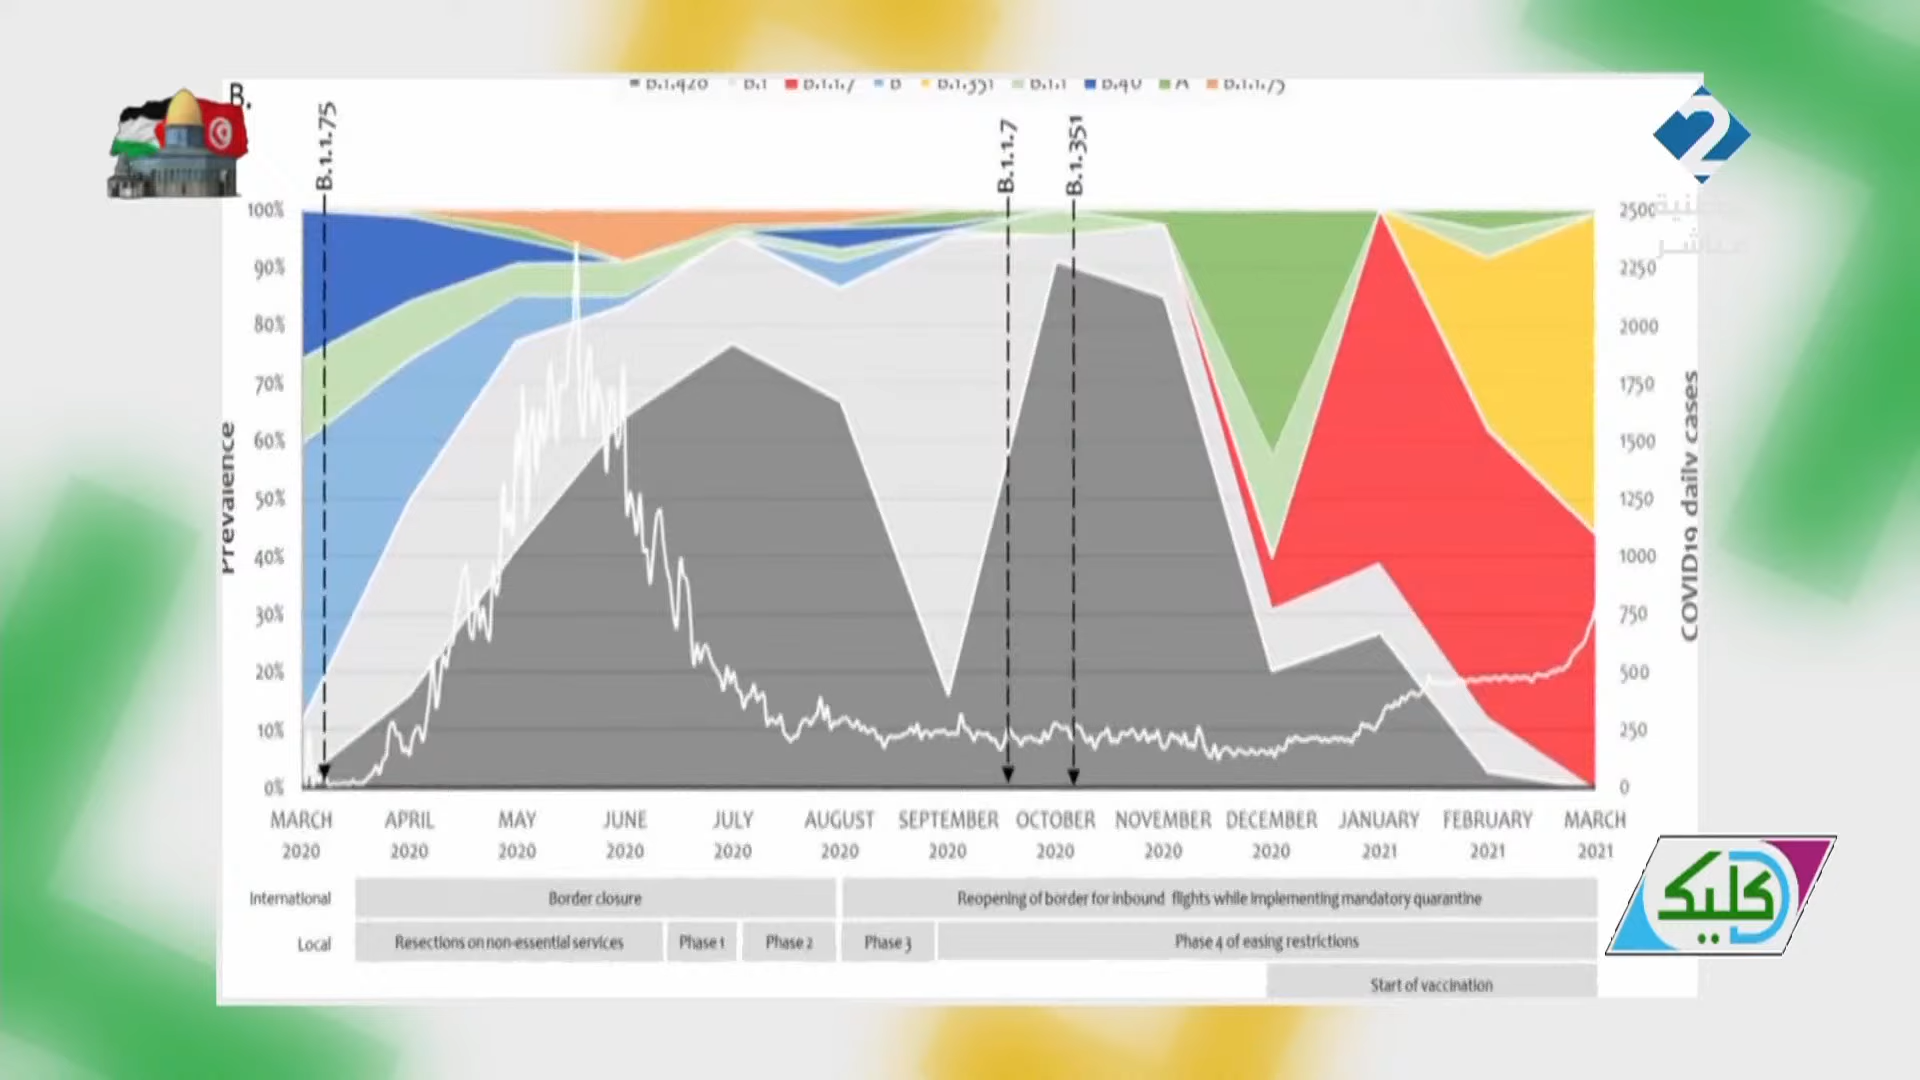 B.
B.1.428 B.1 B.1.1.7 B B.1.351 B.1.1 B.40 A B.1.1.75
B.1.1.75
B.1.1.7
B.1.351
2
الوطنية
مباشر
100%
90%
80%
70%
60%
50%
40%
30%
20%
10%
0%
Prevalence
2500
2250
2000
1750
1500
1250
1000
750
500
250
0
COVID19 daily cases
MARCH APRIL MAY JUNE JULY AUGUST SEPTEMBER OCTOBER NOVEMBER DECEMBER JANUARY FEBRUARY MARCH
2020 2020 2020 2020 2020 2020 2020 2020 2020 2020 2021 2021 2021
International Border closure Reopening of border for inbound flights while implementing mandatory quarantine
Local Resections on non-essential services Phase 1 Phase 2 Phase 3 Phase 4 of easing restrictions
Start of vaccination
كليك